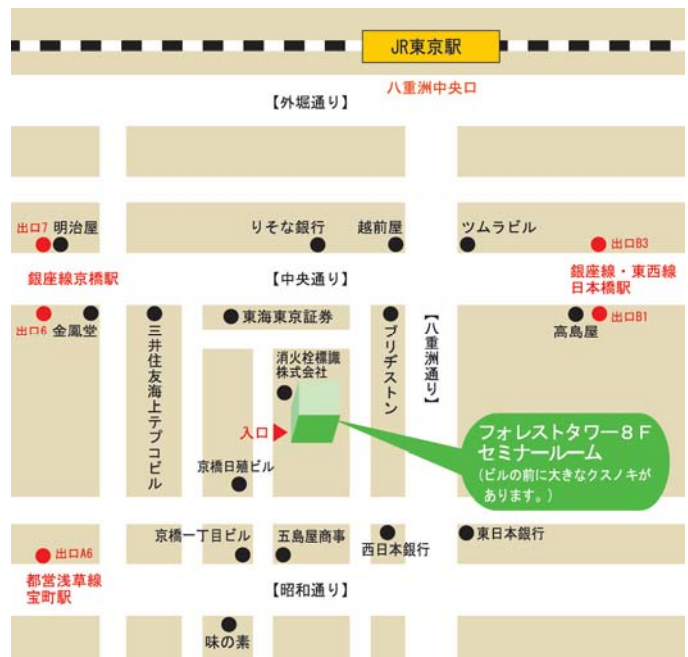 JR東京駅
八重洲中央口
【外堀通り】
出口7
明治屋
りそな銀行
越前屋
ツムラビル
出口B3
銀座線京橋駅
【中央通り】
銀座線・東西線
日本橋駅
出口6
金鳳堂
三井住友海上テプコビル
東海東京証券
ブリヂストン
【八重洲通り】
高島屋
出口B1
消火栓標識
株式会社
入口
フォレストタワー8F
セミナールーム
(ビルの前に大きなクスノキが
あります。)
京橋日殖ビル
京橋一丁目ビル
五島屋商事
西日本銀行
東日本銀行
出口A6
都営浅草線
宝町駅
【昭和通り】
味の素